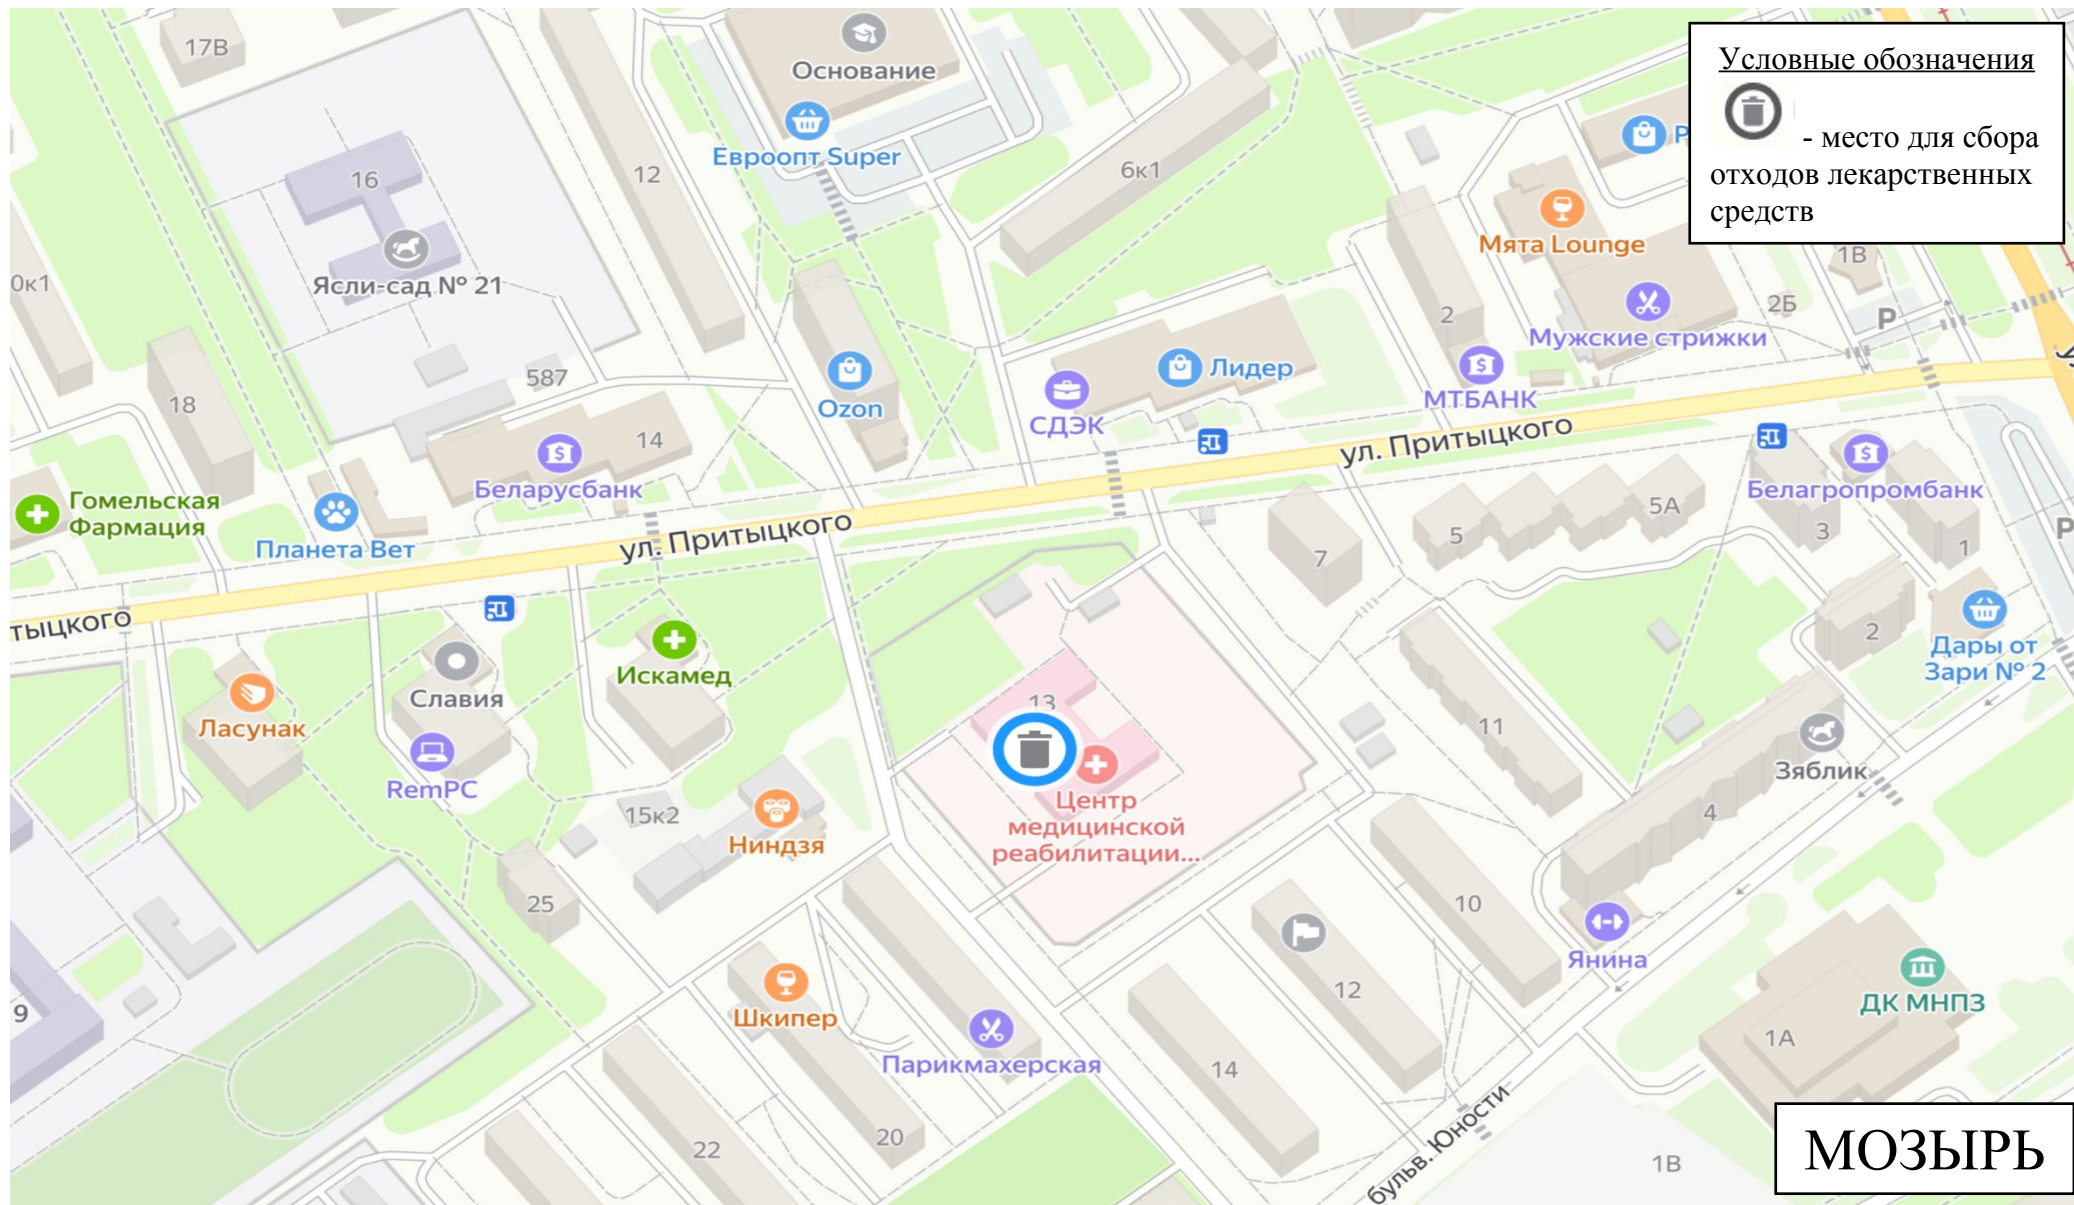 Условные обозначения
- место для сбора
отходов лекарственных
средств
17В
Основание
Евроопт Super
12
6к1
16
Ясли-сад № 21
Мята Lounge
1В
2Б
2
Р
Мужские стрижки
587
18
Ozon
Лидер
МТБАНК
СДЭК
14
Беларусбанк
ул. Притыцкого
Гомельская
Фармация
Планета Вет
ул. Притыцкого
Белагропромбанк
5
5А
3
1
Р
7
Искамед
Славия
Ласунак
RemPC
13
11
2
Дары от
Зари № 2
Зяблик
Центр
медицинской
реабилитации...
15к2
Ниндзя
4
25
10
Янина
12
9
Шкипер
ДК МНПЗ
1А
Парикмахерская
14
20
22
бульв. Юности
1В
МОЗЫРЬ